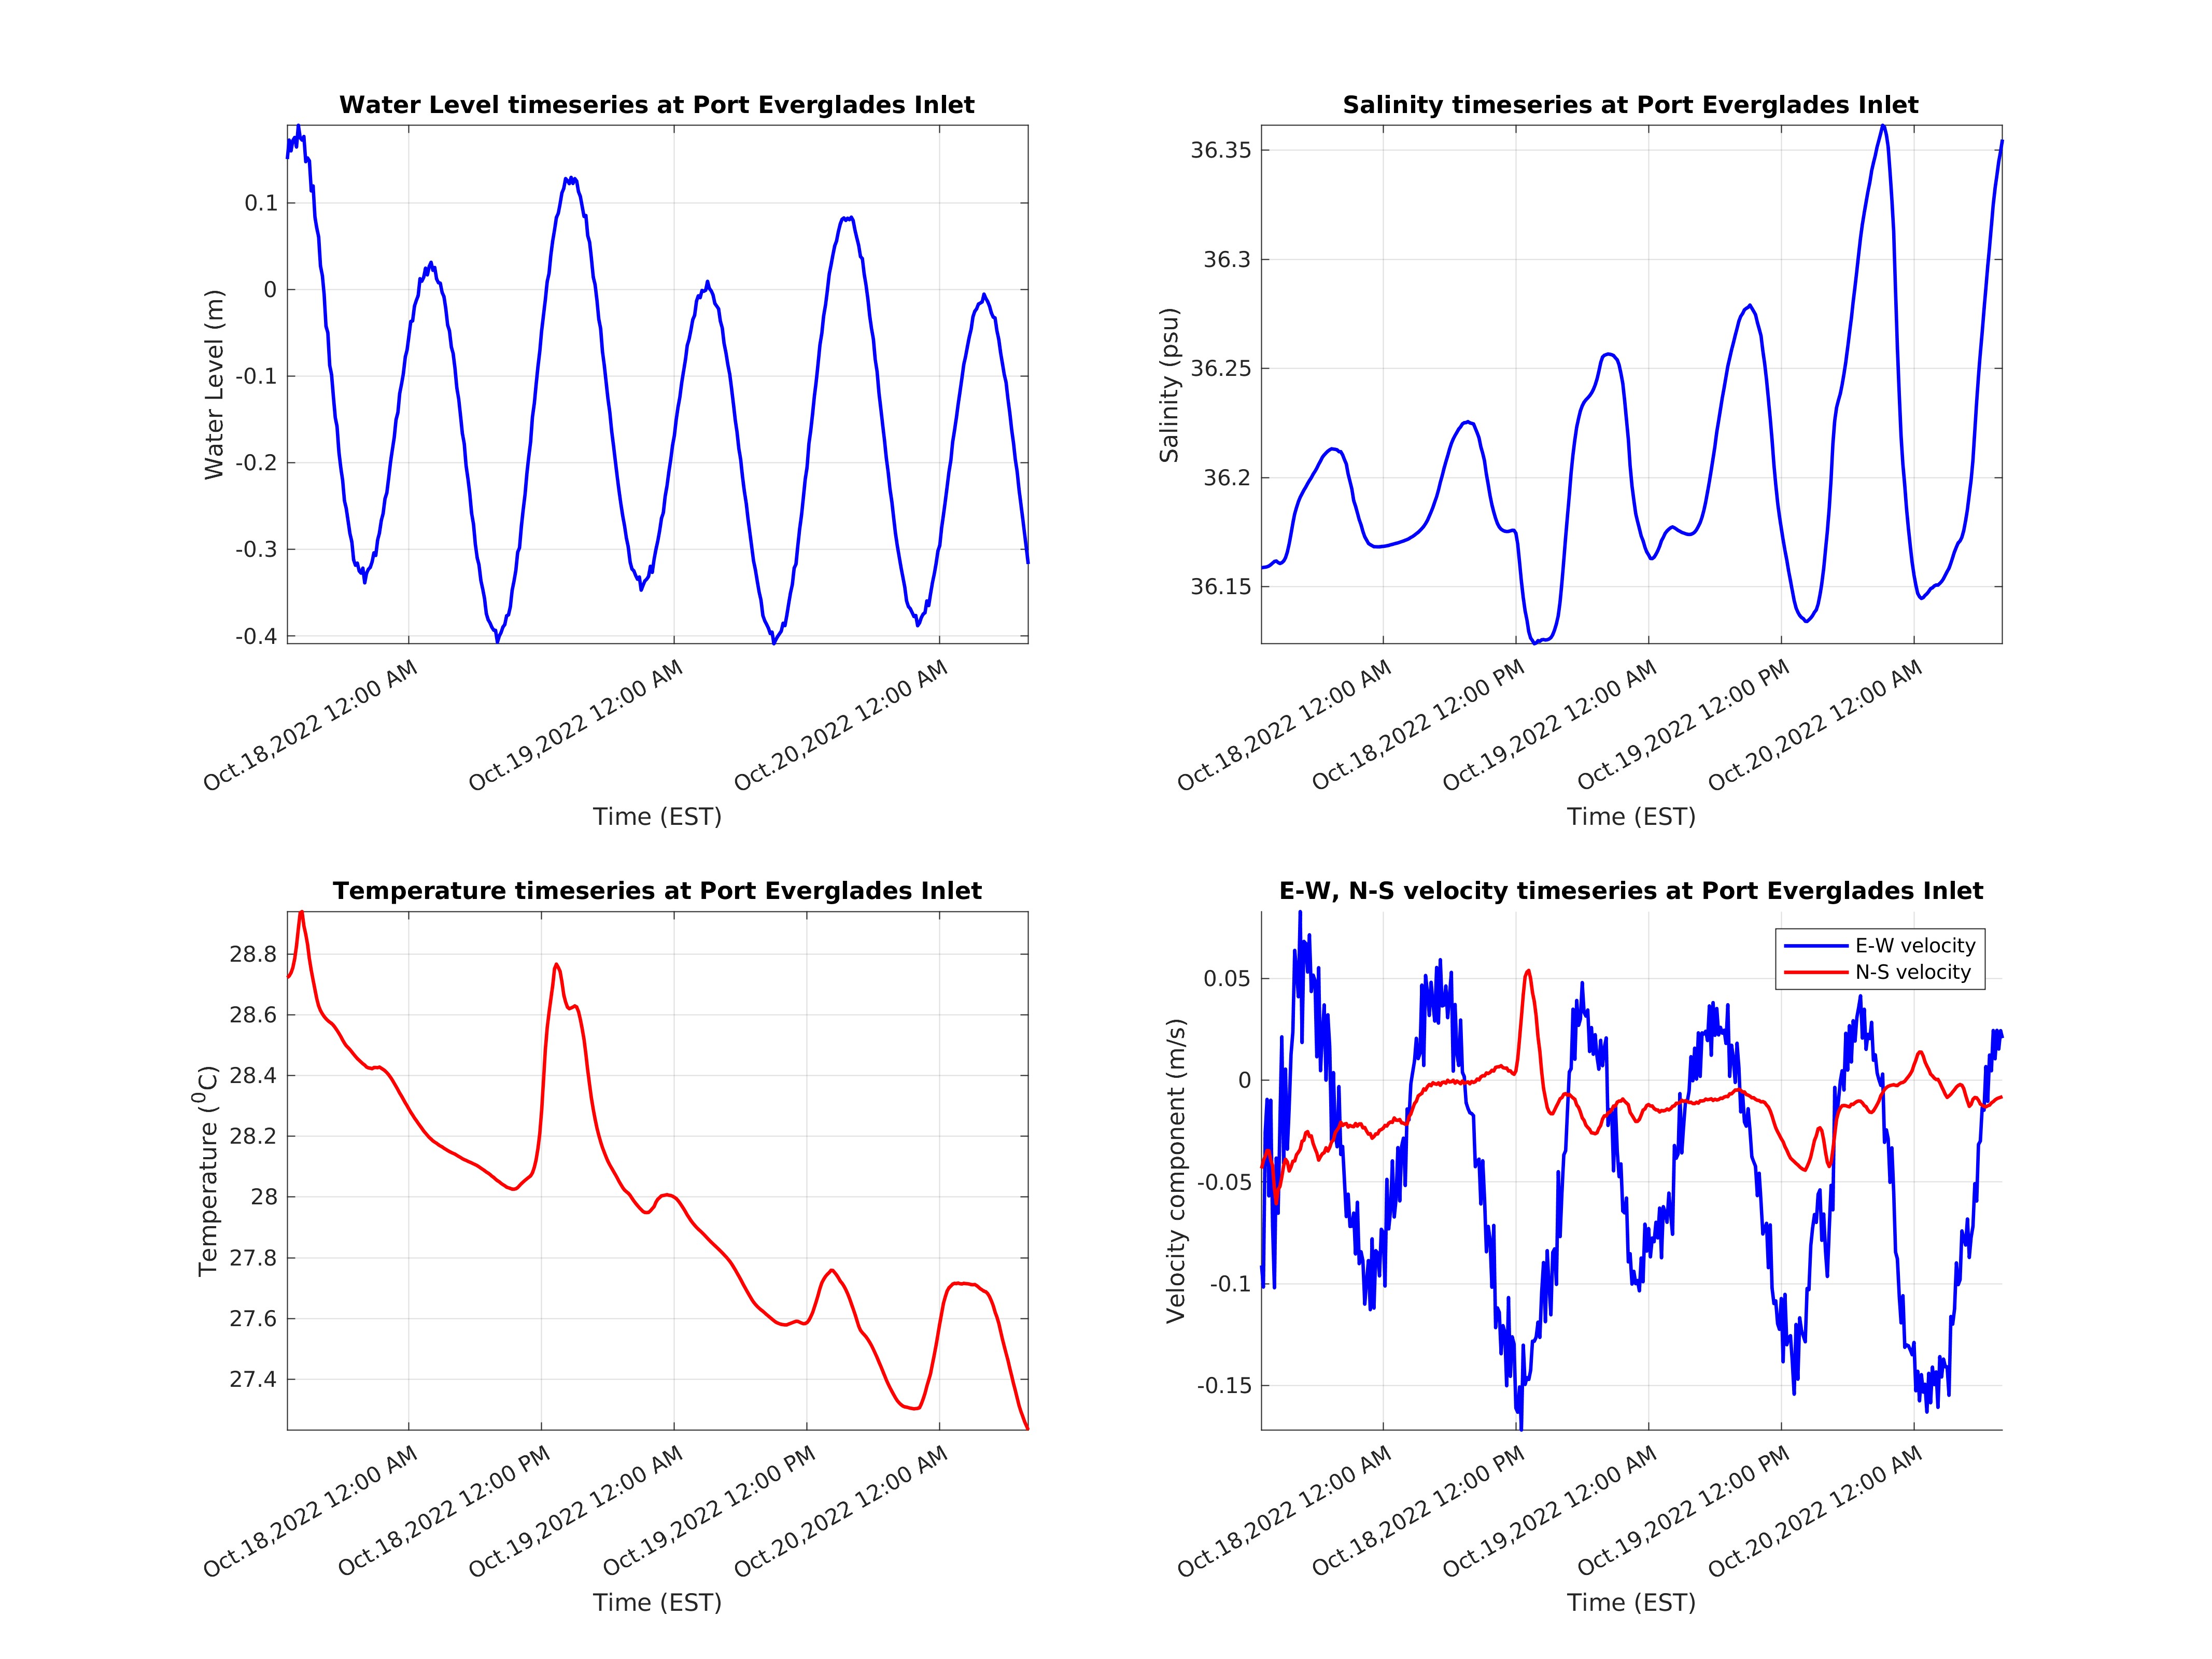 Water Level timeseries at Port Everglades Inlet
0.1
0
-0.1
-0.2
-0.3
-0.4
Water Level (m)
Oct.18,2022 12:00 AM
Oct.19,2022 12:00 AM
Oct.20,2022 12:00 AM
Time (EST)
Salinity timeseries at Port Everglades Inlet
36.35
36.3
36.25
36.2
36.15
Salinity (psu)
Oct.18,2022 12:00 AM
Oct.18,2022 12:00 PM
Oct.19,2022 12:00 AM
Oct.19,2022 12:00 PM
Oct.20,2022 12:00 AM
Time (EST)
Temperature timeseries at Port Everglades Inlet
28.8
28.6
28.4
28.2
28
27.8
27.6
27.4
Temperature (⁰C)
Oct.18,2022 12:00 AM
Oct.18,2022 12:00 PM
Oct.19,2022 12:00 AM
Oct.19,2022 12:00 PM
Oct.20,2022 12:00 AM
Time (EST)
E-W, N-S velocity timeseries at Port Everglades Inlet
E-W velocity
N-S velocity
0.05
0
-0.05
-0.1
-0.15
Velocity component (m/s)
Oct.18,2022 12:00 AM
Oct.18,2022 12:00 PM
Oct.19,2022 12:00 AM
Oct.19,2022 12:00 PM
Oct.20,2022 12:00 AM
Time (EST)